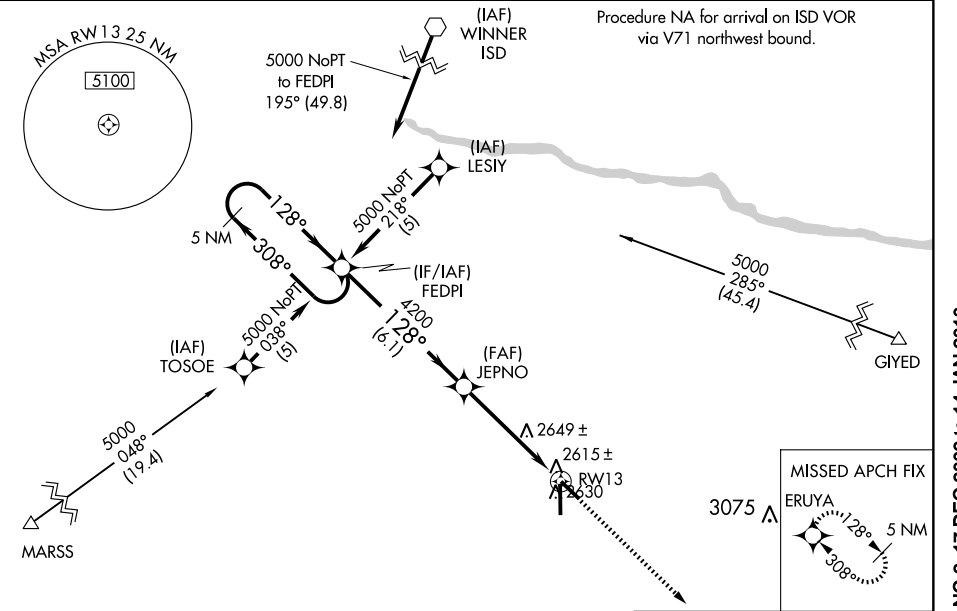 MSA RW13 25 NM
5100
(IAF)
WINNER
ISD
5000 NoPT
to FEDPI
195° (49.8)
Procedure NA for arrival on ISD VOR
via V71 northwest bound.
(IAF)
LESIY
5000 NoPT
218°
(5)
128°
5 NM
308°
(IF/IAF)
FEDPI
5000 NoPT
038°
(5)
4200
128°
(6.1)
5000
285°
(45.4)
GIYED
(IAF)
TOSOE
(FAF)
JEPNO
5000
048°
(19.4)
MARSS
2649 ±
2615 ±
RW13
2630
3075
MISSED APCH FIX
ERUYA
128°
5 NM
308°